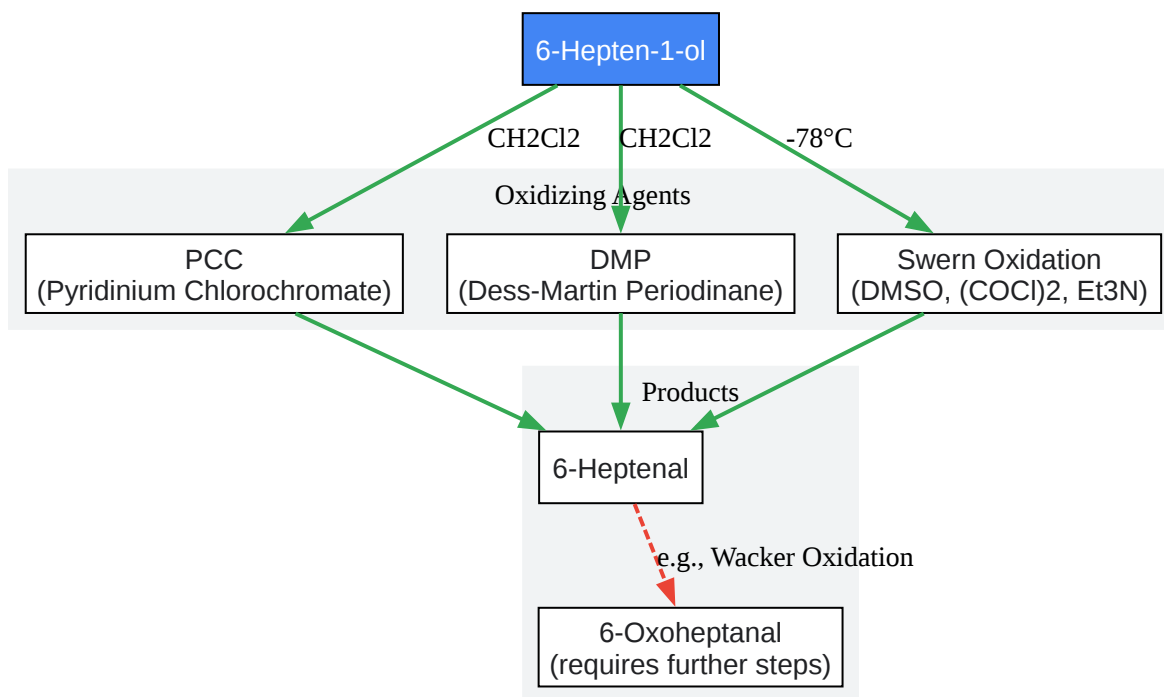 6-Hepten-1-ol
CH2Cl2
CH2Cl2
-78°C
Oxidizing Agents
PCC
(Pyridinium Chlorochromate)
DMP
(Dess-Martin Periodinane)
Swern Oxidation
(DMSO, (COCl)2, Et3N)
Products
6-Heptenal
e.g., Wacker Oxidation
6-Oxoheptanal
(requires further steps)